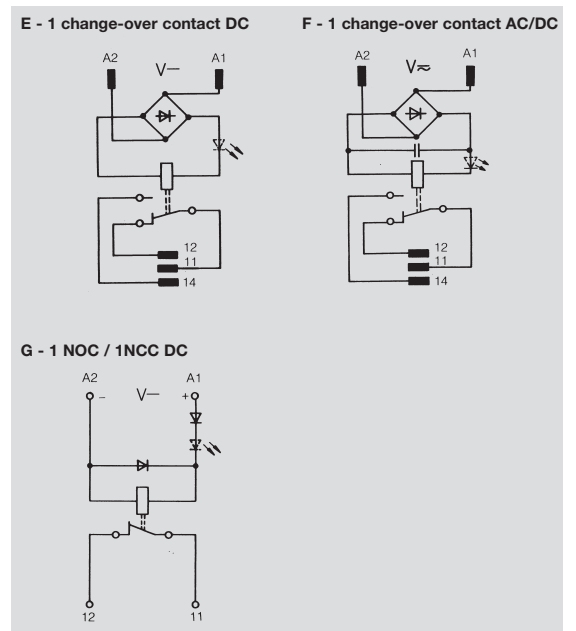 E - 1 change-over contact DC
A2 V⎓ A1
12
11
14
F - 1 change-over contact AC/DC
A2 V≂ A1
12
11
14
G - 1 NOC / 1NCC DC
A2 A1
– V⎓ +
12 11